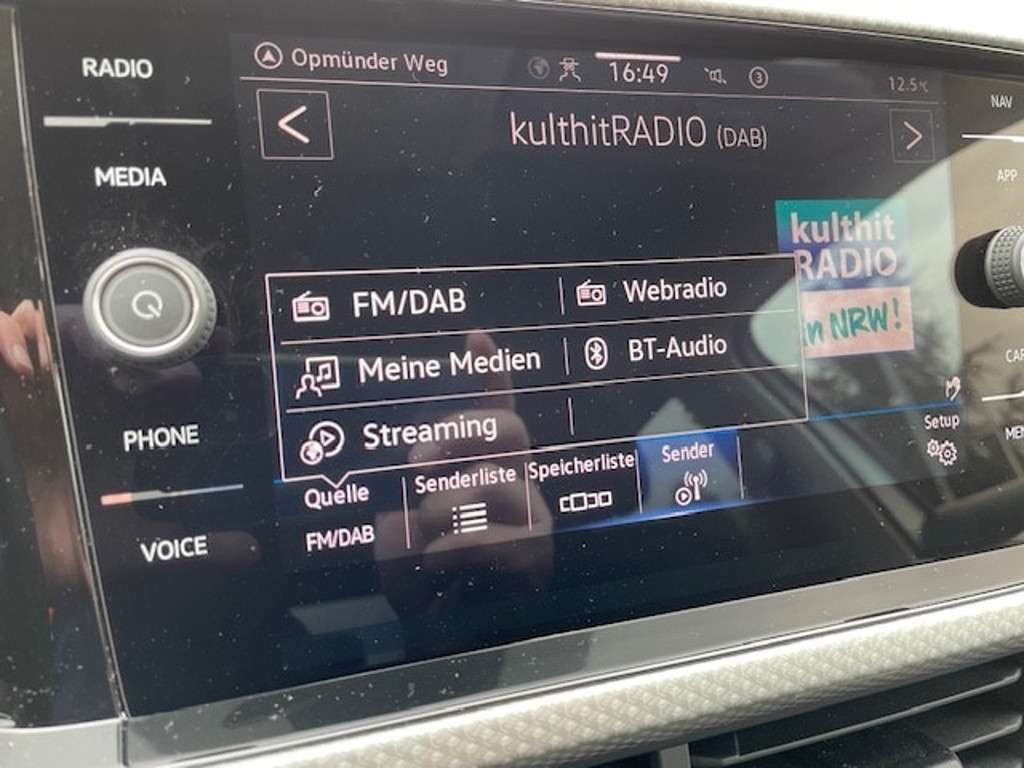 RADIO
MEDIA
PHONE
VOICE
Opmünder Weg
16:49
3
12.5°C
kulthitRADIO (DAB)
kulthit
RADIO
in NRW!
FM/DAB
Webradio
Meine Medien
BT-Audio
Streaming
Quelle
FM/DAB
Senderliste
Speicherliste
Sender
Setup
NAV
APP